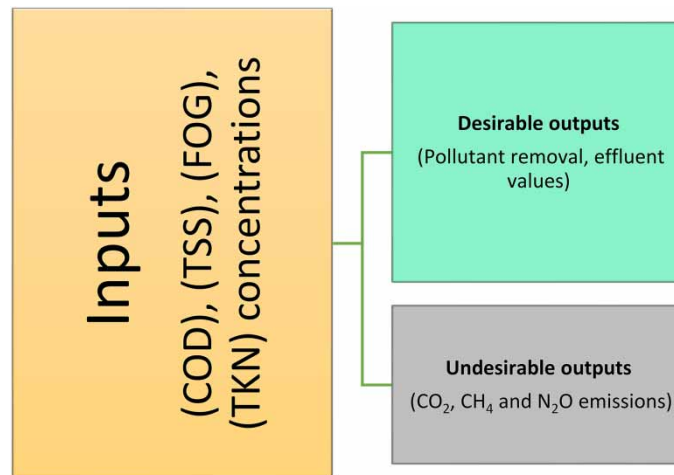 Inputs
(COD), (TSS), (FOG),
(TKN) concentrations
Desirable outputs
(Pollutant removal, effluent
values)
Undesirable outputs
(CO₂, CH₄ and N₂O emissions)